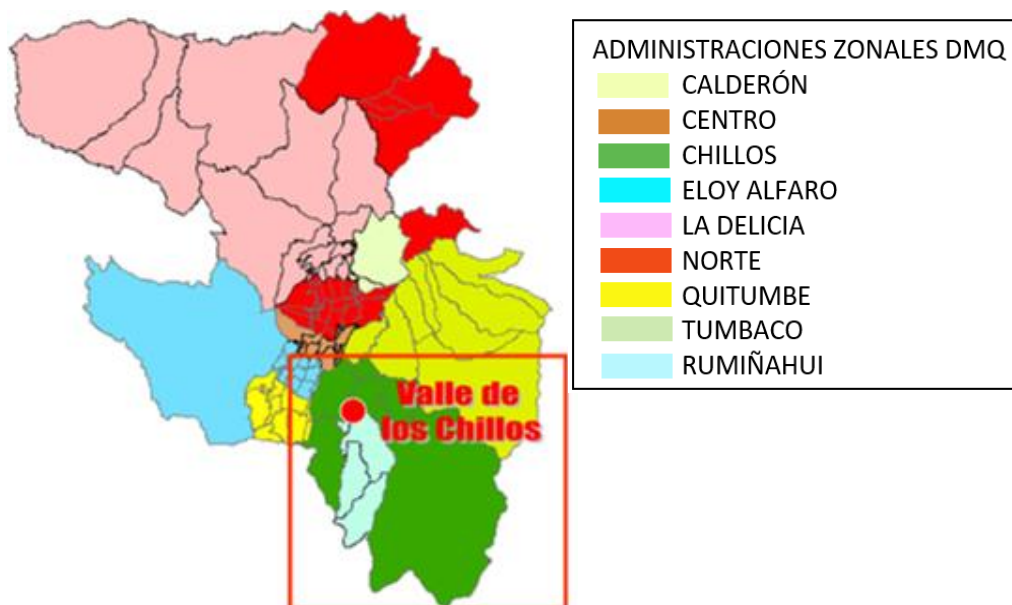 ADMINISTRACIONES ZONALES DMQ
CALDERÓN
CENTRO
CHILLOS
ELOY ALFARO
LA DELICIA
NORTE
QUITUMBE
TUMBACO
RUMIÑAHUI
Valle de
los Chillos